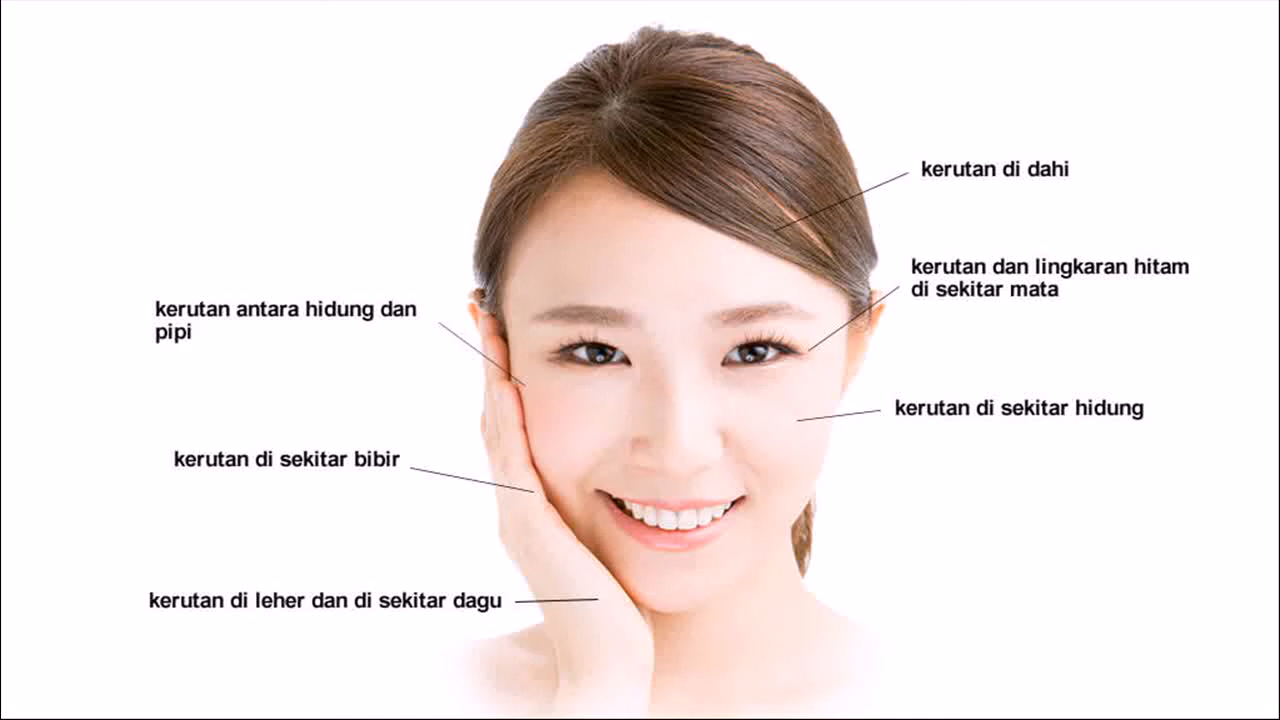 kerutan di dahi
kerutan dan lingkaran hitam
di sekitar mata
kerutan antara hidung dan
pipi
kerutan di sekitar hidung
kerutan di sekitar bibir
kerutan di leher dan di sekitar dagu